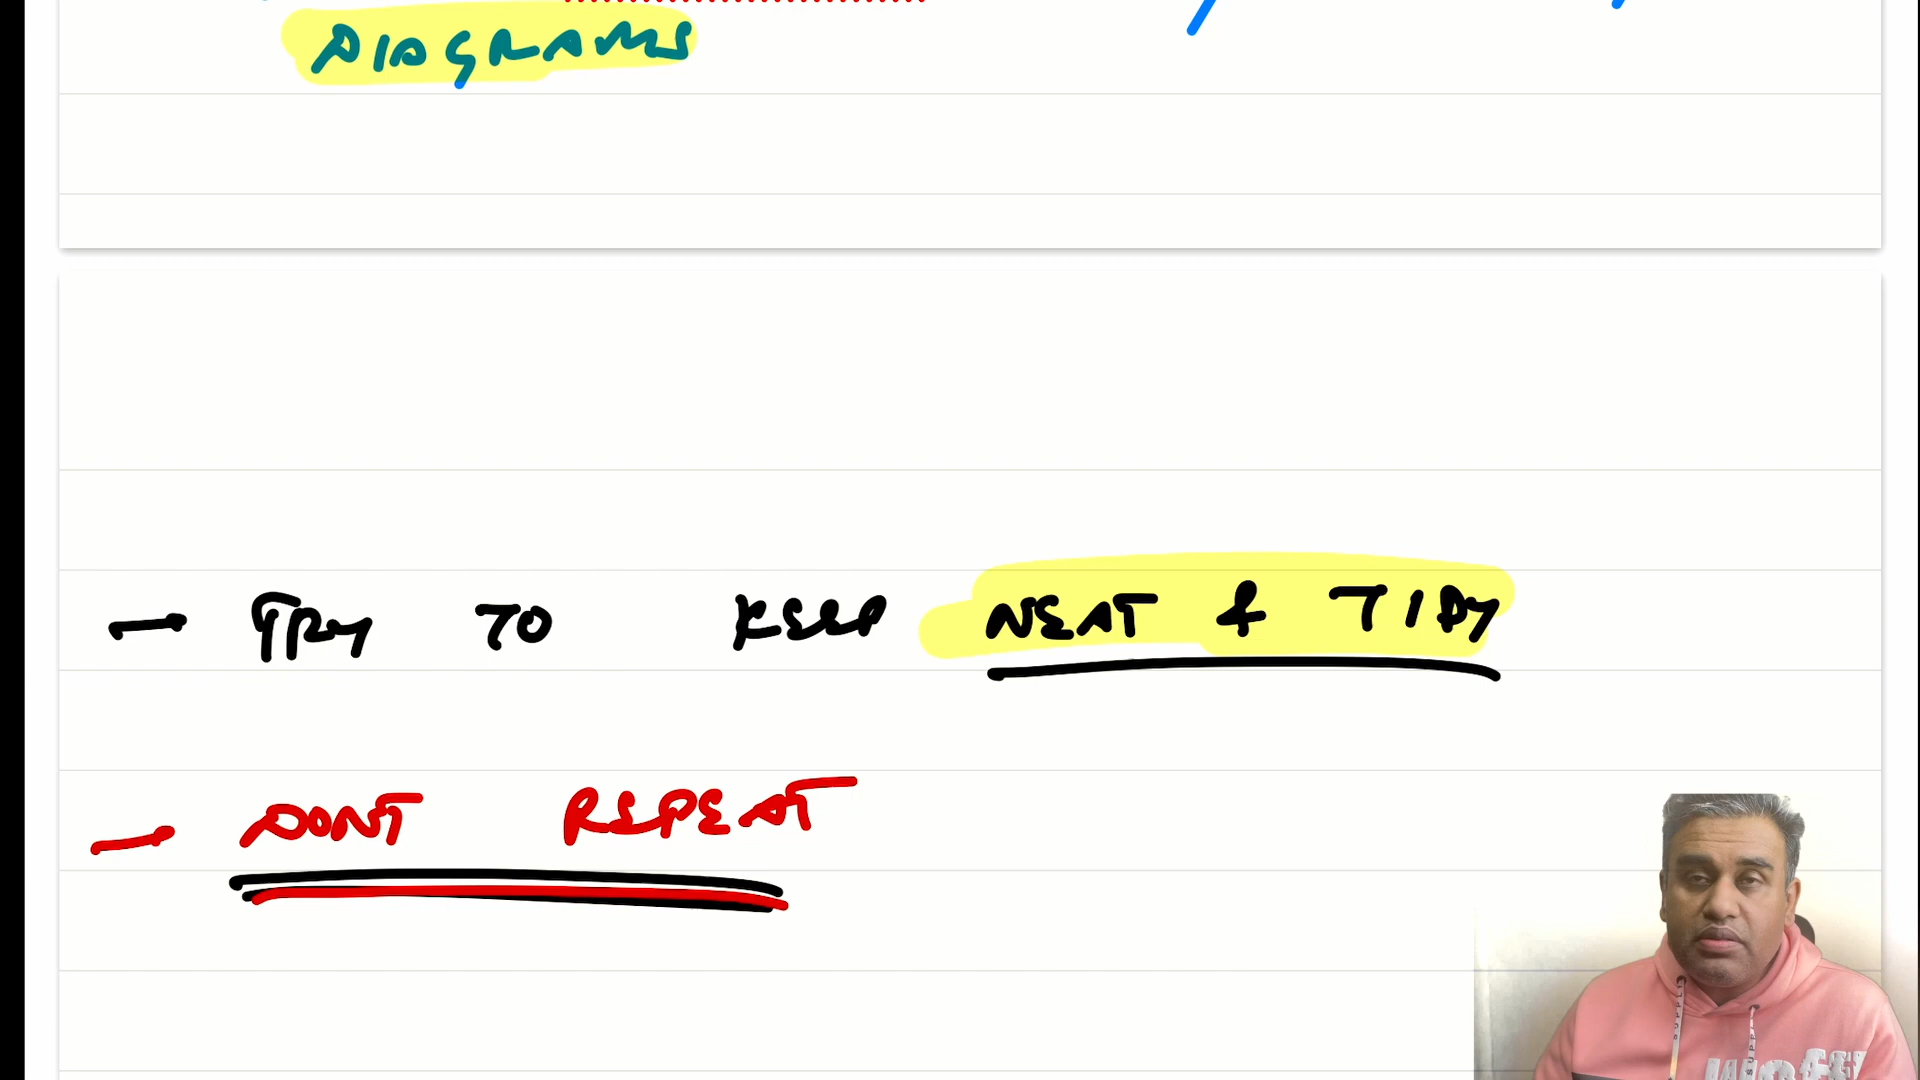 DIAGRAMS
- TRY TO KEEP NEAT & TIDY
- DONT REPEAT